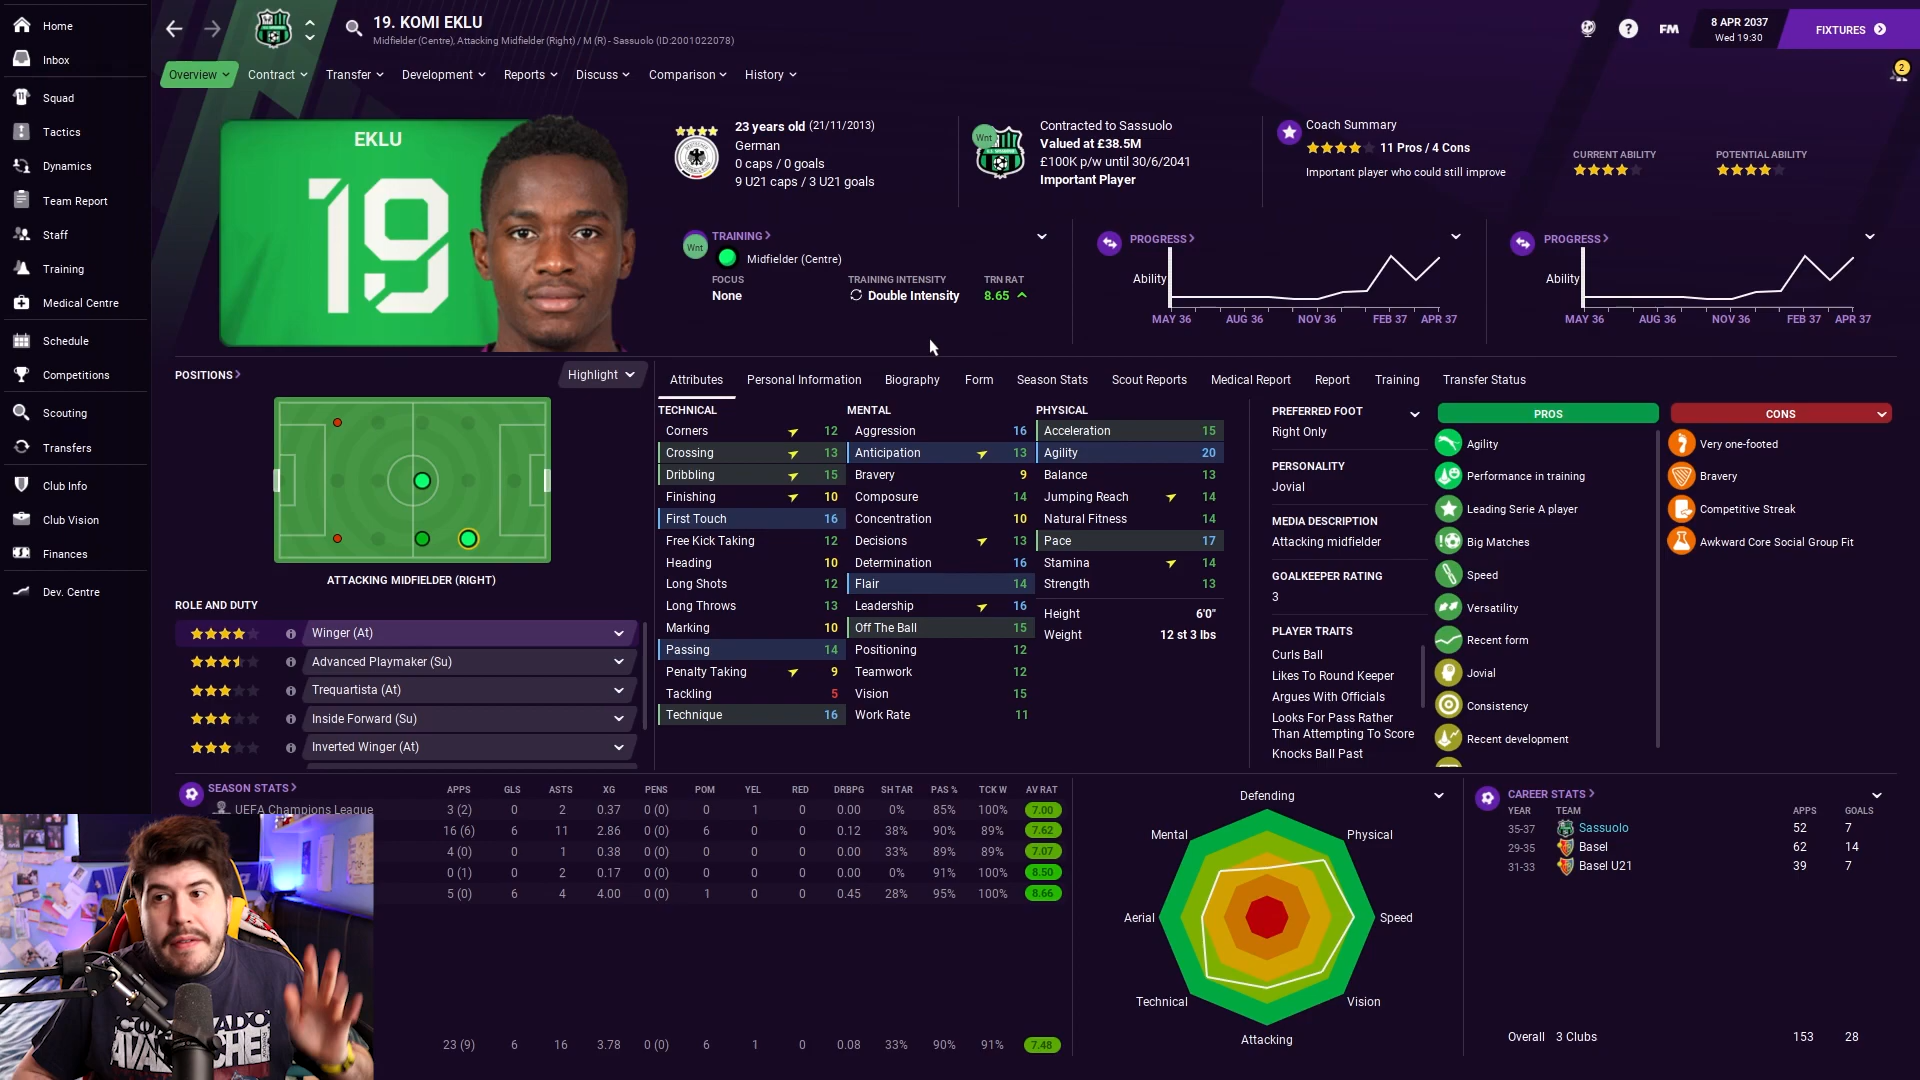 Home
Inbox
Squad
Tactics
Dynamics
Team Report
Staff
Training
Medical Centre
Schedule
Competitions
Scouting
Transfers
Club Info
Club Vision
Finances
Dev. Centre
19. KOMI EKLU
Midfielder (Centre), Attacking Midfielder (Right) / M (R) - Sassuolo (ID:2001022078)
FM
8 APR 2037
Wed 19:30
FIXTURES
2
Overview Contract Transfer Development Reports Discuss Comparison History
EKLU
19
23 years old (21/11/2013)
German
0 caps / 0 goals
9 U21 caps / 3 U21 goals
Wnt
Contracted to Sassuolo
Valued at £38.5M
£100K p/w until 30/6/2041
Important Player
Coach Summary
11 Pros / 4 Cons
Important player who could still improve
CURRENT ABILITY
POTENTIAL ABILITY
Wnt
TRAINING
Midfielder (Centre)
FOCUS TRAINING INTENSITY TRN RAT
None Double Intensity 8.65
PROGRESS
Ability
MAY 36 AUG 36 NOV 36 FEB 37 APR 37
PROGRESS
Ability
MAY 36 AUG 36 NOV 36 FEB 37 APR 37
POSITIONS
Highlight
ATTACKING MIDFIELDER (RIGHT)
ROLE AND DUTY
Winger (At)
Advanced Playmaker (Su)
Trequartista (At)
Inside Forward (Su)
Inverted Winger (At)
Attributes Personal Information Biography Form Season Stats Scout Reports Medical Report Report Training Transfer Status
TECHNICAL
Corners 12
Crossing 13
Dribbling 15
Finishing 10
First Touch 16
Free Kick Taking 12
Heading 10
Long Shots 12
Long Throws 13
Marking 10
Passing 14
Penalty Taking 9
Tackling 5
Technique 16
MENTAL
Aggression 16
Anticipation 13
Bravery 9
Composure 14
Concentration 10
Decisions 13
Determination 16
Flair 14
Leadership 16
Off The Ball 15
Positioning 12
Teamwork 12
Vision 15
Work Rate 11
PHYSICAL
Acceleration 15
Agility 20
Balance 13
Jumping Reach 14
Natural Fitness 14
Pace 17
Stamina 14
Strength 13
Height 6'0"
Weight 12 st 3 lbs
PREFERRED FOOT
Right Only
PERSONALITY
Jovial
MEDIA DESCRIPTION
Attacking midfielder
GOALKEEPER RATING
3
PLAYER TRAITS
Curls Ball
Likes To Round Keeper
Argues With Officials
Looks For Pass Rather
Than Attempting To Score
Knocks Ball Past
PROS
Agility
Performance in training
Leading Serie A player
Big Matches
Speed
Versatility
Recent form
Jovial
Consistency
Recent development
CONS
Very one-footed
Bravery
Competitive Streak
Awkward Core Social Group Fit
SEASON STATS APPS GLS ASTS XG PENS POM YEL RED DRBPG SH TAR PAS % TCK W AV RAT
UEFA Champions League 3 (2) 0 2 0.37 0 (0) 0 1 0 0.00 0% 85% 100% 7.00
16 (6) 6 11 2.86 0 (0) 6 0 0 0.12 38% 90% 89% 7.62
4 (0) 0 1 0.38 0 (0) 0 0 0 0.00 33% 89% 89% 7.07
0 (1) 0 2 0.17 0 (0) 0 0 0 0.00 0% 91% 100% 8.50
5 (0) 6 4 4.00 0 (0) 1 0 0 0.45 28% 95% 100% 8.66
23 (9) 6 16 3.78 0 (0) 6 1 0 0.08 33% 90% 91% 7.48
Defending
Mental
Physical
Aerial
Speed
Technical
Vision
Attacking
CAREER STATS
YEAR TEAM APPS GOALS
35-37 Sassuolo 52 7
29-35 Basel 62 14
31-33 Basel U21 39 7
Overall 3 Clubs 153 28